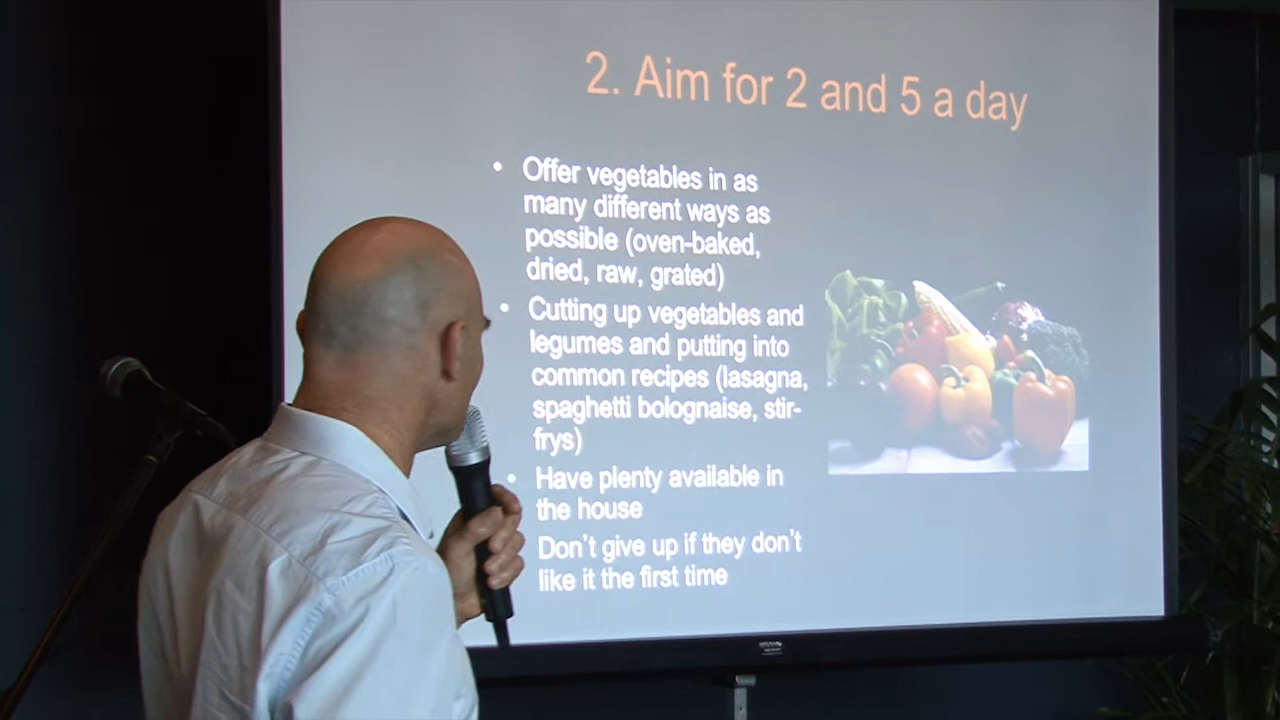 2. Aim for 2 and 5 a day
• Offer vegetables in as
many different ways as
possible (oven-baked,
dried, raw, grated)
• Cutting up vegetables and
legumes and putting into
common recipes (lasagna,
spaghetti bolognaise, stir-
frys)
• Have plenty available in
the house
Don't give up if they don't
like it the first time